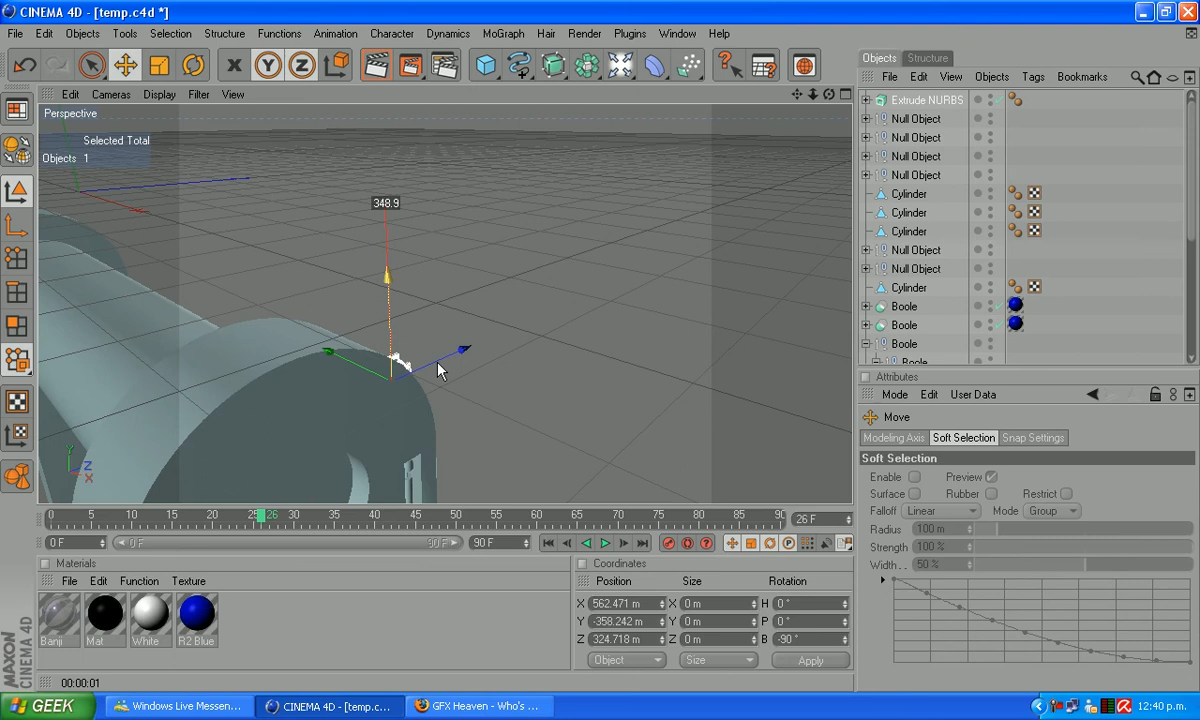 CINEMA 4D - [temp.c4d *]
File Edit Objects Tools Selection Structure Functions Animation Character Dynamics MoGraph Hair Render Plugins Window Help
Objects Structure
File Edit View Objects Tags Bookmarks
Edit Cameras Display Filter View
Perspective
Selected Total
Objects 1
348.9
Y
Z
X
Extrude NURBS
Null Object
Null Object
Null Object
Null Object
Cylinder
Cylinder
Cylinder
Null Object
Null Object
Cylinder
Boole
Boole
Boole
Boole
Attributes
Mode Edit User Data
Move
Modeling Axis Soft Selection Snap Settings
Soft Selection
Enable Preview
Surface Rubber Restrict
Falloff Linear Mode Group
Radius 100 m
Strength 100 %
Width . . 50 %
0 5 10 15 20 25 26 30 35 40 45 50 55 60 65 70 75 80 85 90 26 F
0 F 0 F 90 F 90 F
Materials
File Edit Function Texture
Banji Mat White R2 Blue
Coordinates
Position Size Rotation
X 562.471 m X 0 m H 0 °
Y -358.242 m Y 0 m P 0 °
Z 324.718 m Z 0 m B -90 °
Object Size Apply
MAXON
CINEMA 4D
00:00:01
GEEK Windows Live Messen... CINEMA 4D - [temp.c... GFX Heaven - Who's ... 12:40 p.m.